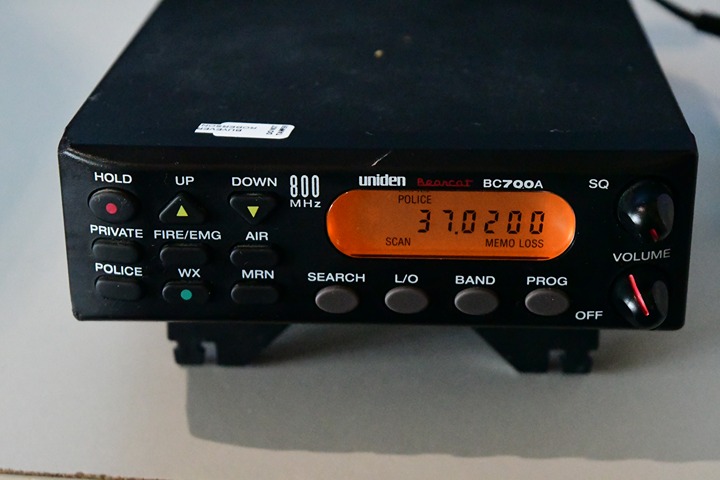 HOLD UP DOWN
800
MHz
uniden Bearcat BC700A
SQ
POLICE
37.0200
SCAN MEMO LOSS
PRIVATE FIRE/EMG AIR
POLICE WX MRN
SEARCH L/O BAND PROG
VOLUME
OFF